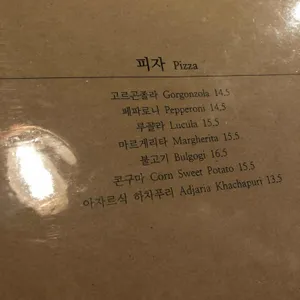 피자 Pizza
고르곤졸라 Gorgonzola 14.5
페파로니 Pepperoni 14.5
루꼴라 Lucula 15.5
마르게리타 Margherita 15.5
불고기 Bulgogi 16.5
콘구마 Corn Sweet Potato 15.5
아자르식 하차푸리 Adjaria Khachapuri 13.5